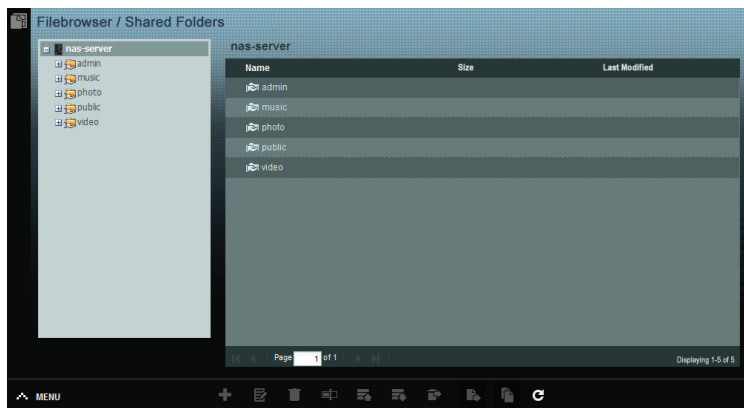 Filebrowser / Shared Folders
nas-server
admin
music
photo
public
video
nas-server
Name Size Last Modified
admin
music
photo
public
video
Page 1 of 1
Displaying 1-5 of 5
MENU